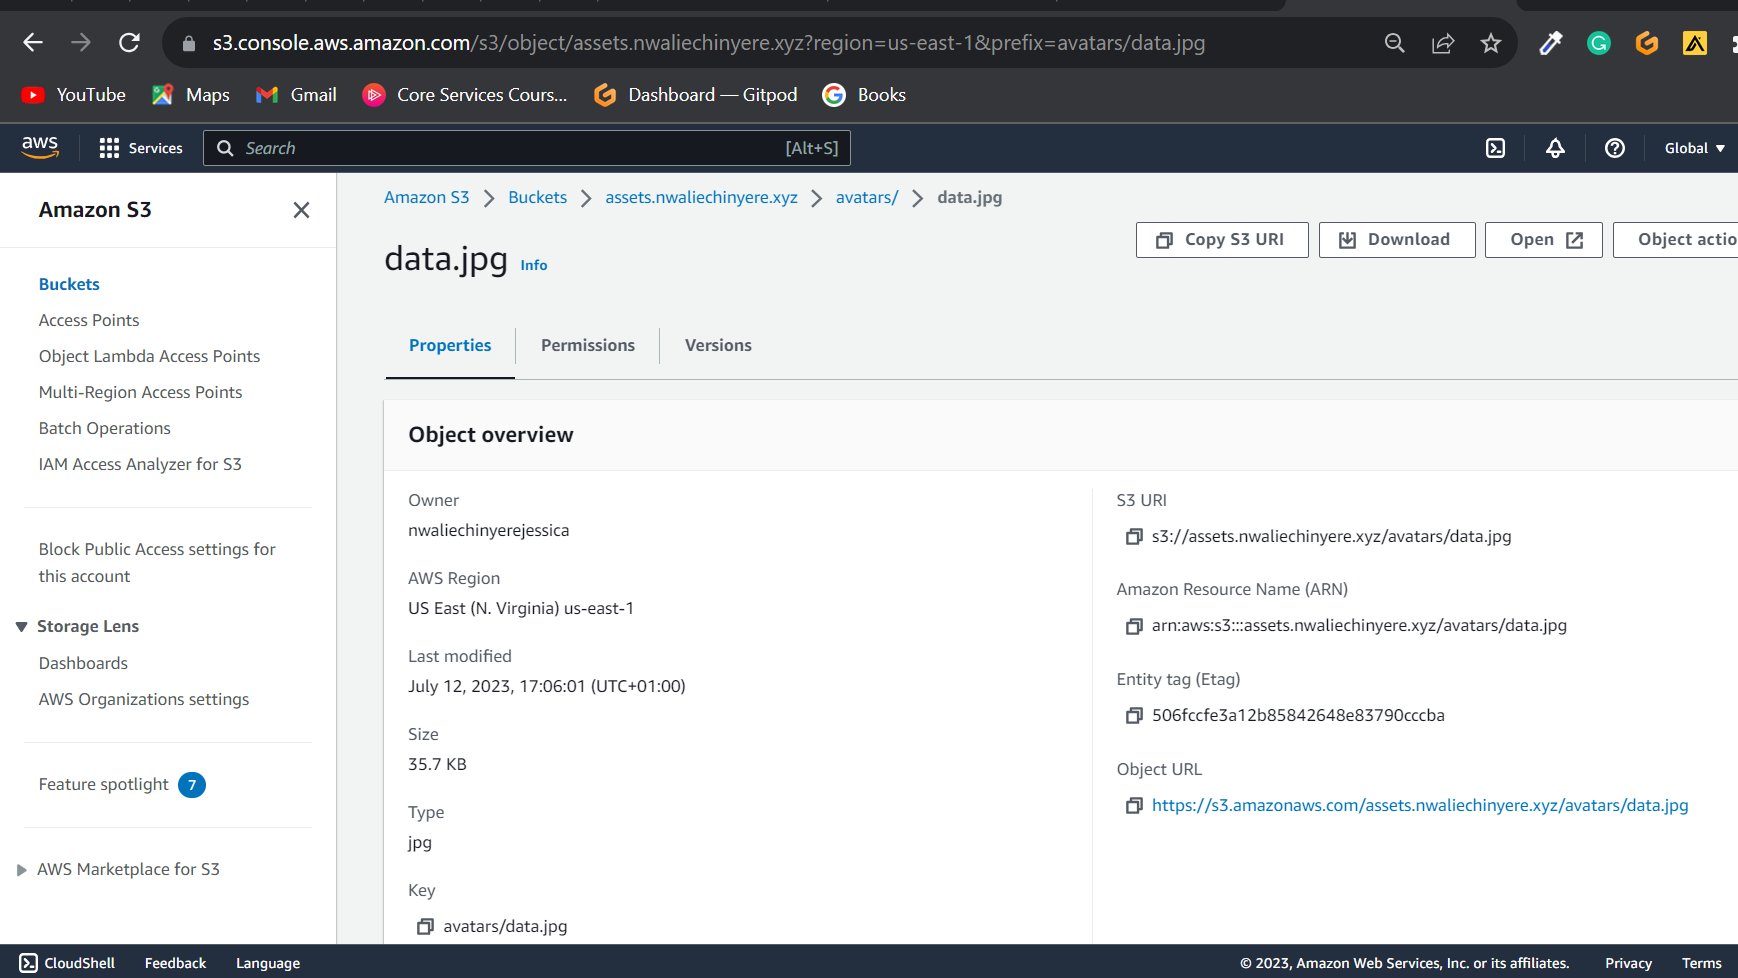 s3.console.aws.amazon.com/s3/object/assets.nwaliechinyere.xyz?region=us-east-1&prefix=avatars/data.jpg
YouTube Maps Gmail Core Services Cours... Dashboard — Gitpod Books
aws Services Search [Alt+S] Global
Amazon S3
Buckets
Access Points
Object Lambda Access Points
Multi-Region Access Points
Batch Operations
IAM Access Analyzer for S3
Block Public Access settings for
this account
Storage Lens
Dashboards
AWS Organizations settings
Feature spotlight 7
AWS Marketplace for S3
Amazon S3 Buckets assets.nwaliechinyere.xyz avatars/ data.jpg
data.jpg Info
Copy S3 URI Download Open Object actio
Properties Permissions Versions
Object overview
Owner
nwaliechinyerejessica
AWS Region
US East (N. Virginia) us-east-1
Last modified
July 12, 2023, 17:06:01 (UTC+01:00)
Size
35.7 KB
Type
jpg
Key
avatars/data.jpg
S3 URI
s3://assets.nwaliechinyere.xyz/avatars/data.jpg
Amazon Resource Name (ARN)
arn:aws:s3:::assets.nwaliechinyere.xyz/avatars/data.jpg
Entity tag (Etag)
506fccfe3a12b85842648e83790cccba
Object URL
https://s3.amazonaws.com/assets.nwaliechinyere.xyz/avatars/data.jpg
CloudShell Feedback Language © 2023, Amazon Web Services, Inc. or its affiliates. Privacy Terms